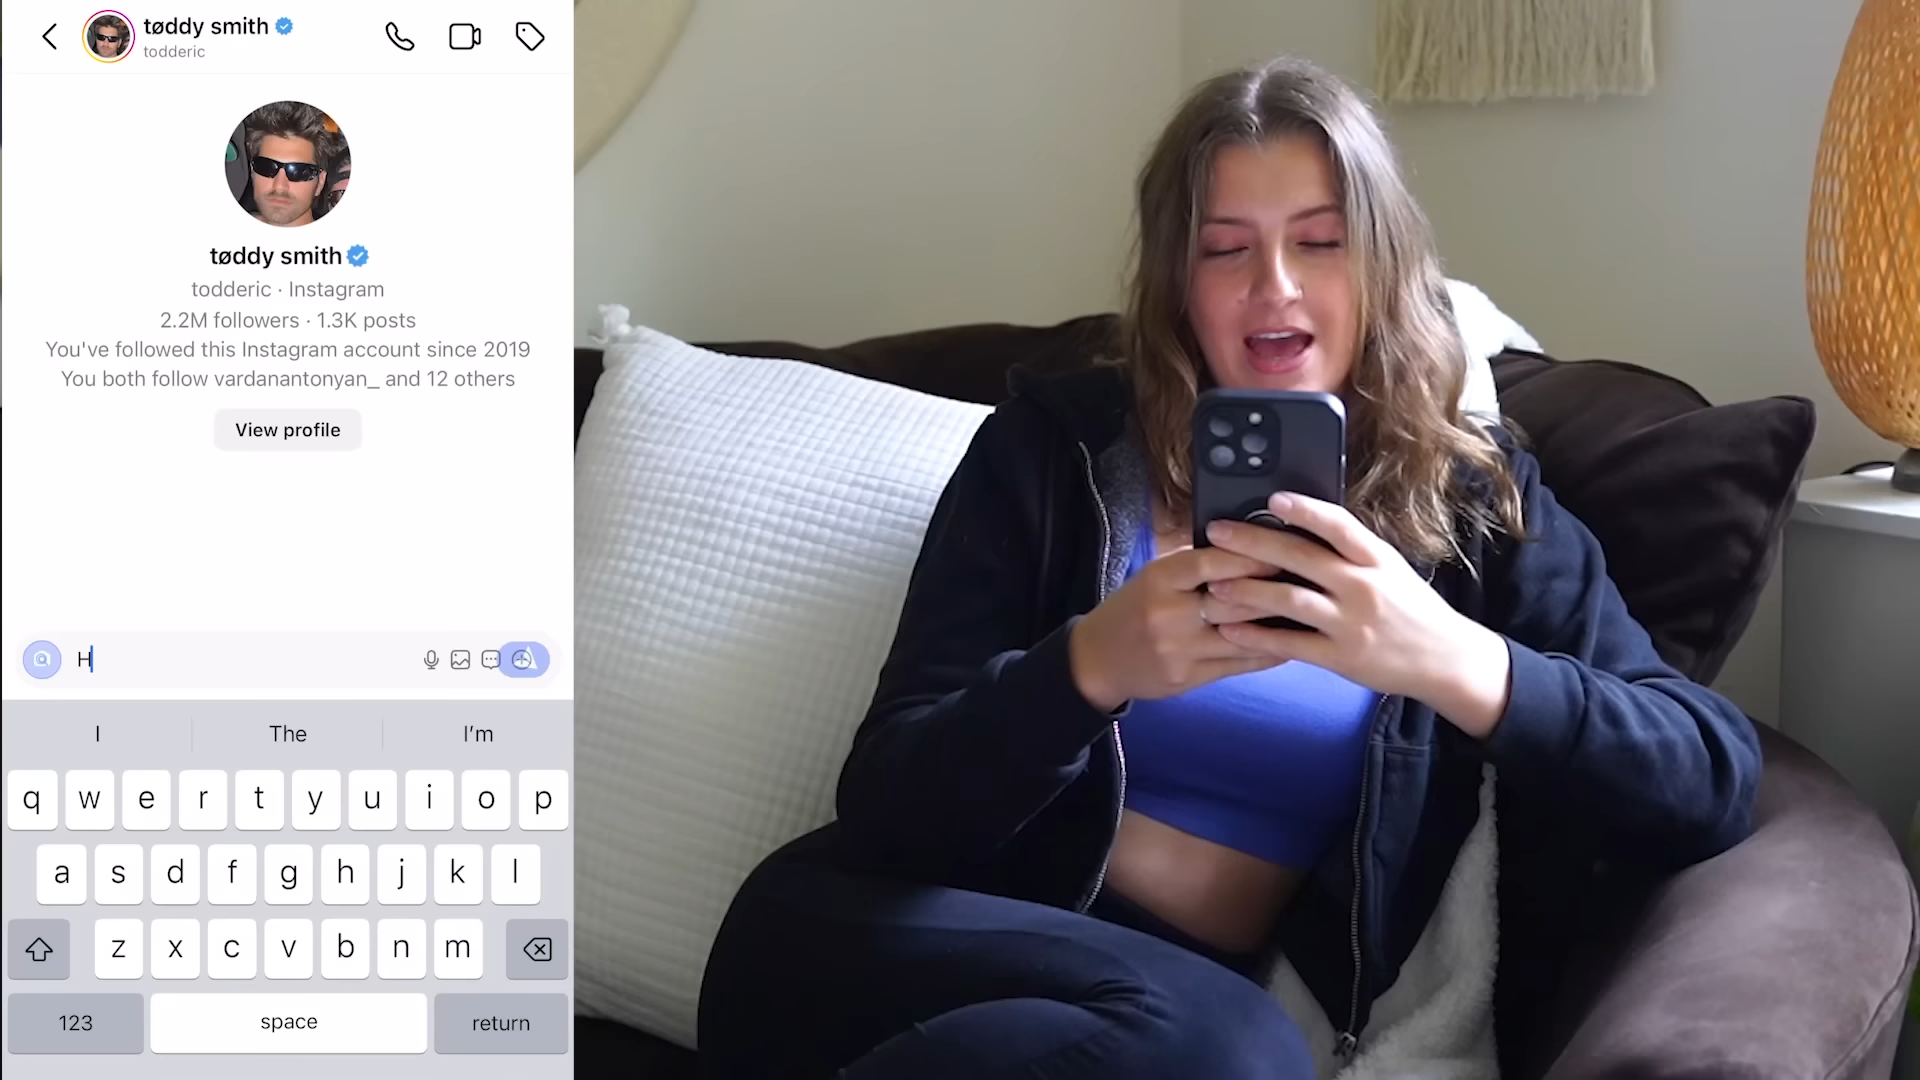 tøddy smith
todderic
tøddy smith
todderic · Instagram
2.2M followers · 1.3K posts
You've followed this Instagram account since 2019
You both follow vardanantonyan_ and 12 others
View profile
H
I The I'm
q w e r t y u i o p
a s d f g h j k l
z x c v b n m
123 space return